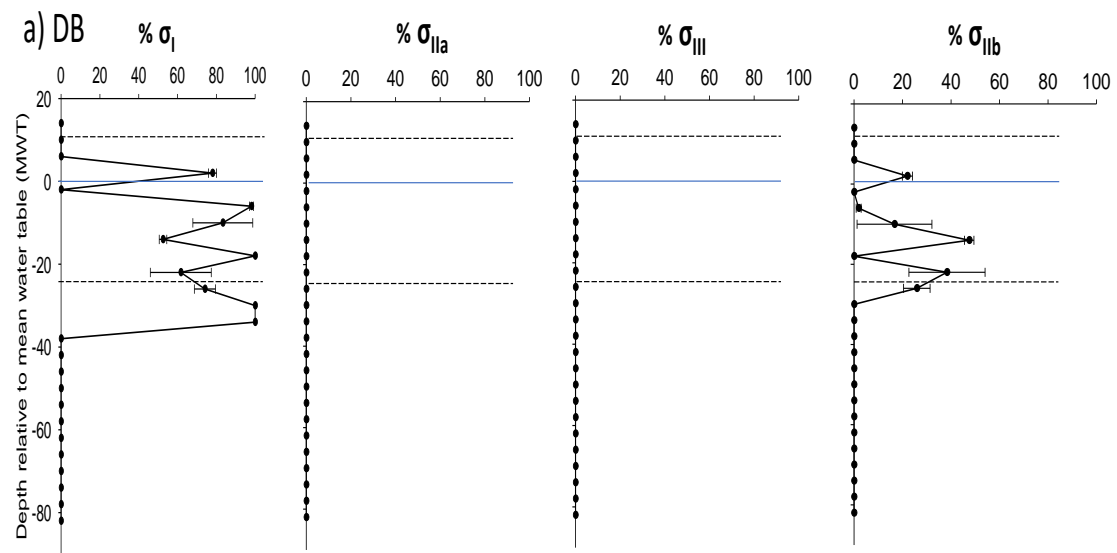 a) DB
% σI
% σIIa
% σIII
% σIIb
0 20 40 60 80 100
0 20 40 60 80 100
0 20 40 60 80 100
0 20 40 60 80 100
20
0
-20
-40
-60
-80
Depth relative to mean water table (MWT)